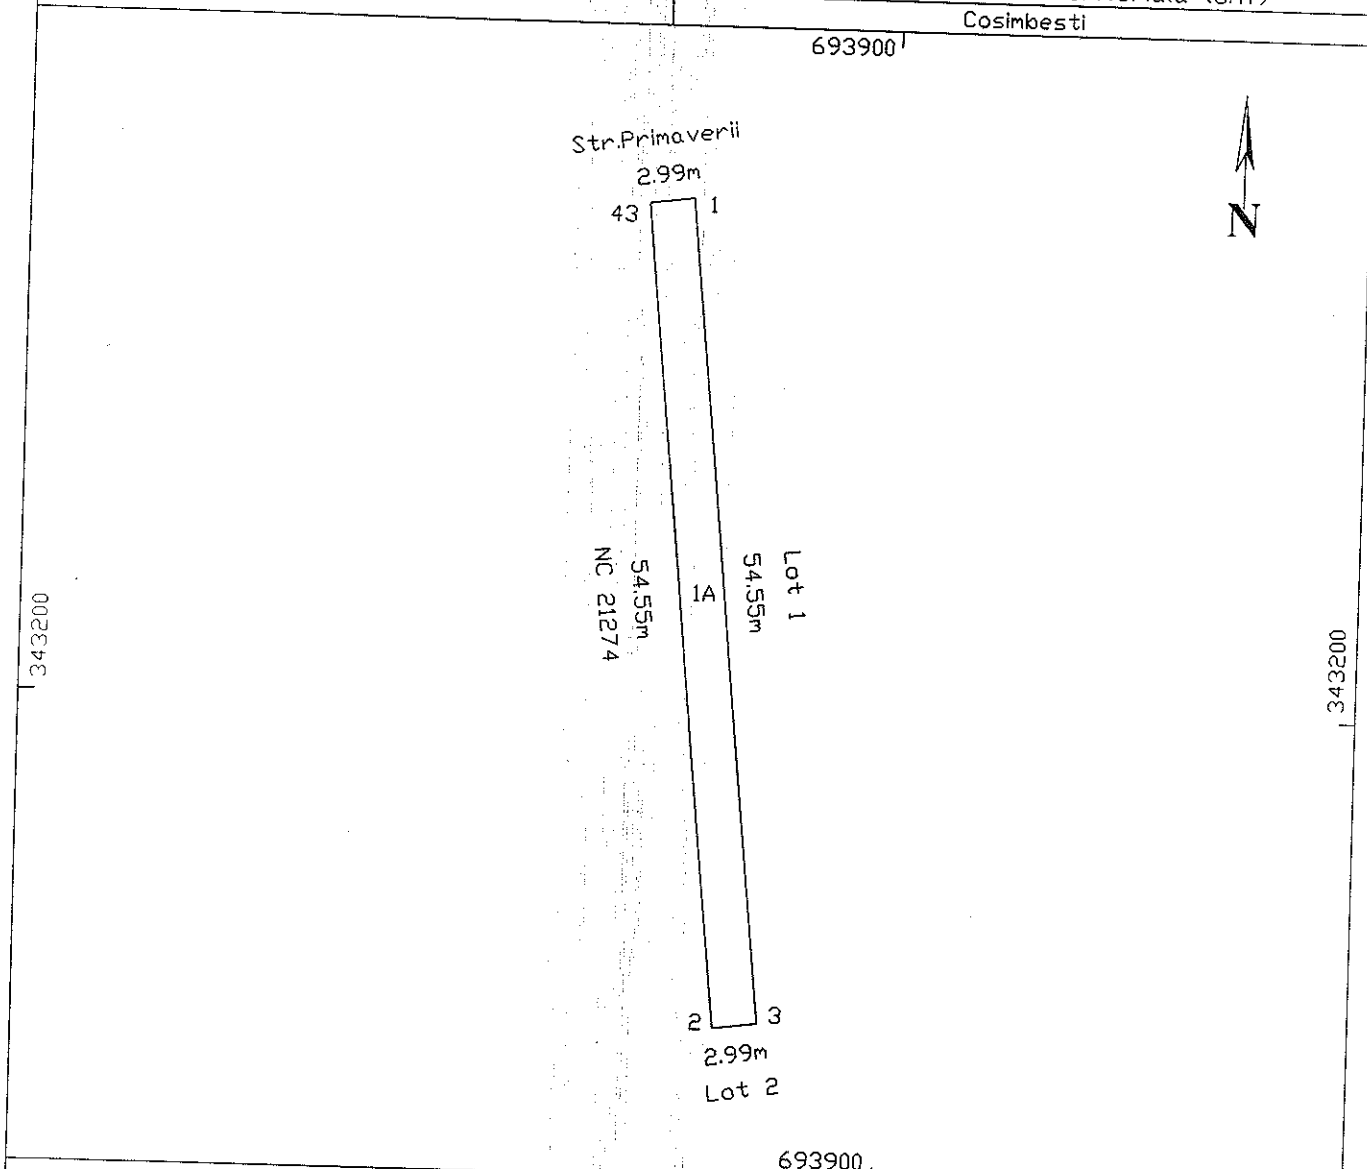 Cosimbesti
693900
Str.Primaverii
2.99m
43
1
N
NC 21274
54.55m
1A
54.55m
Lot 1
343200
343200
2
3
2.99m
Lot 2
693900